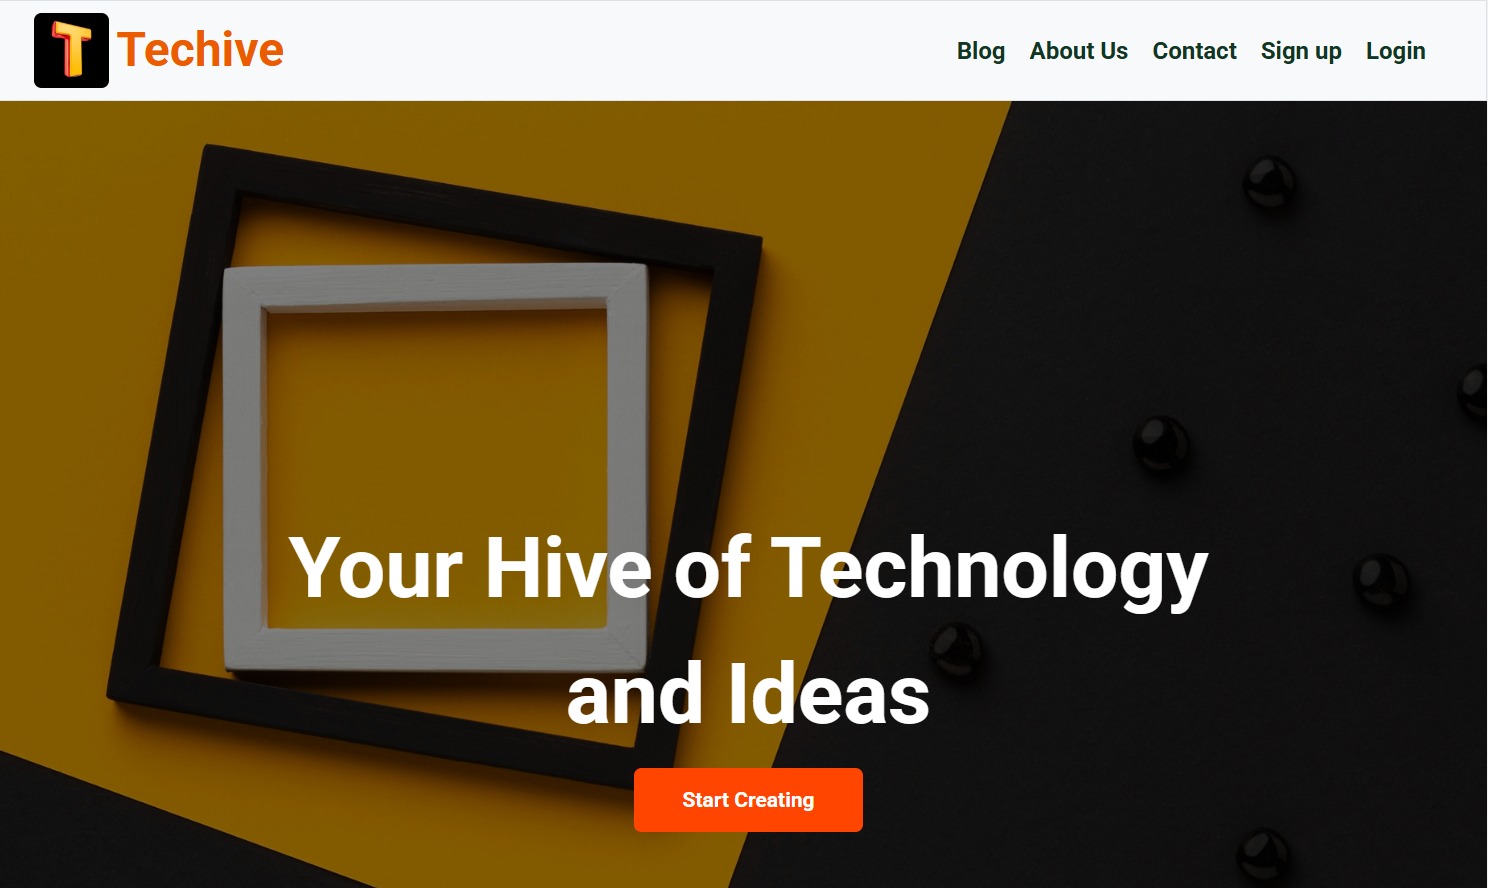 T Techive
Blog About Us Contact Sign up Login
Your Hive of Technology
and Ideas
Start Creating